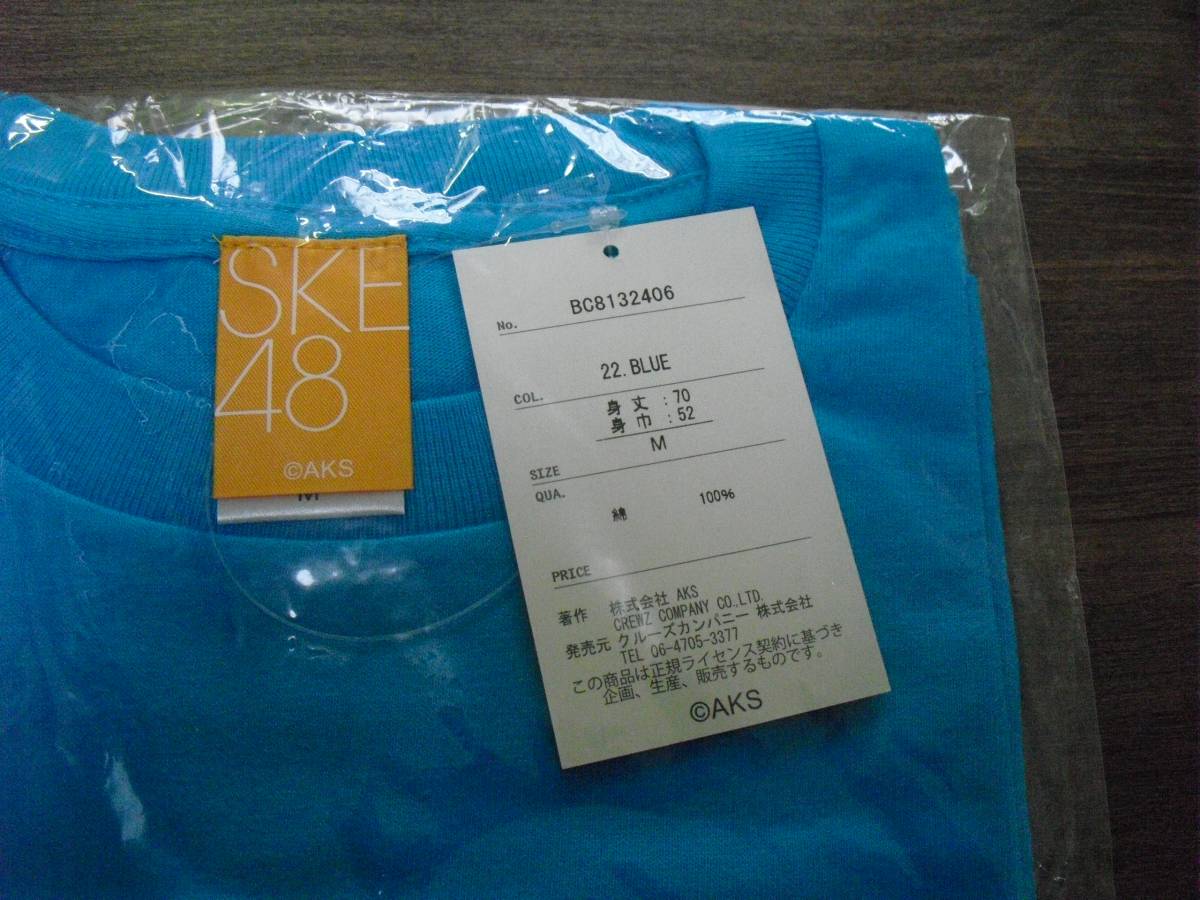 SKE
48
©AKS
M
No. BC8132406
COL. 22.BLUE
身丈 :70
身巾 :52
SIZE M
QUA.
綿 100%
PRICE
著作 株式会社 AKS
CREWZ COMPANY CO.,LTD.
発売元 クルーズカンパニー 株式会社
TEL 06-4705-3377
この商品は正規ライセンス契約に基づき
企画、生産、販売するものです。
©AKS